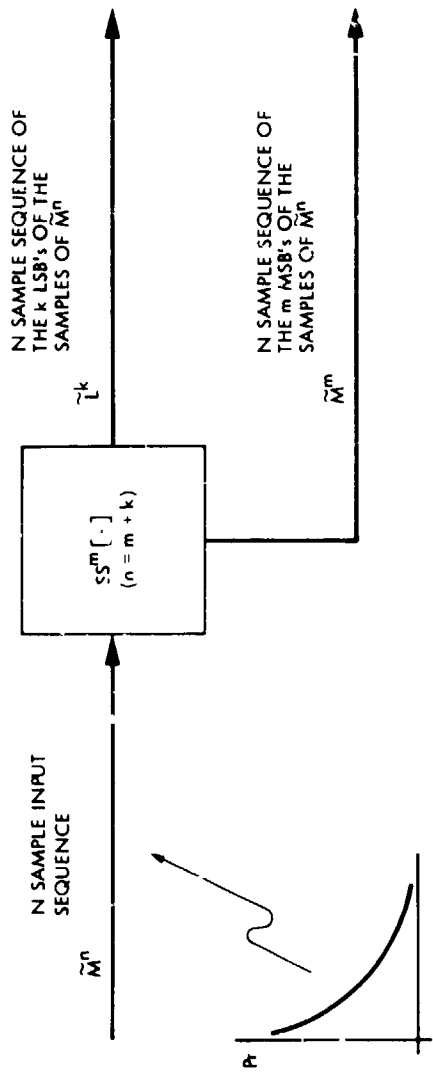 N SAMPLE INPUT
SEQUENCE
M̃ⁿ
Pr
SSᵐ [ · ]
(n = m + k)
N SAMPLE SEQUENCE OF
THE k LSB's OF THE
SAMPLES OF M̃ⁿ
L̃ᵏ
N SAMPLE SEQUENCE OF
THE m MSB's OF THE
SAMPLES OF M̃ⁿ
M̃ᵐ